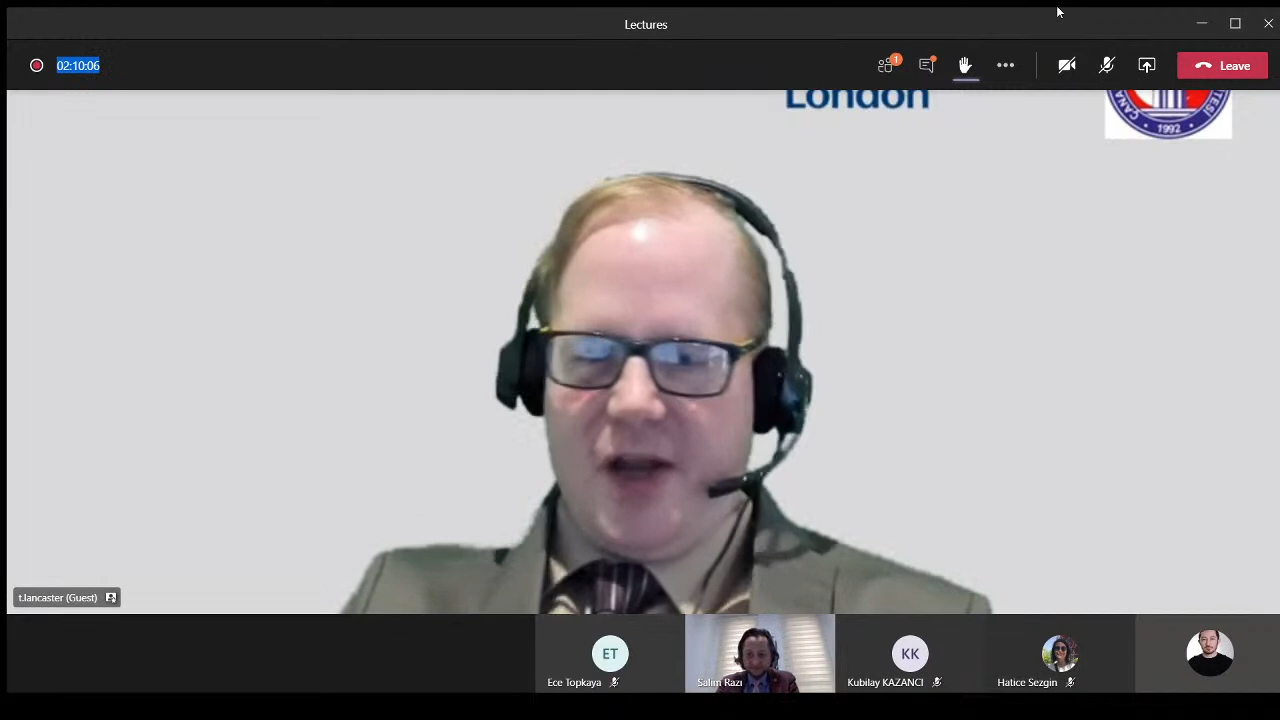 Lectures
02:10:06
1
Leave
London
1992
t.lancaster (Guest)
ET
KK
Ece Topkaya
Salim Razı
Kubilay KAZANCI
Hatice Sezgin